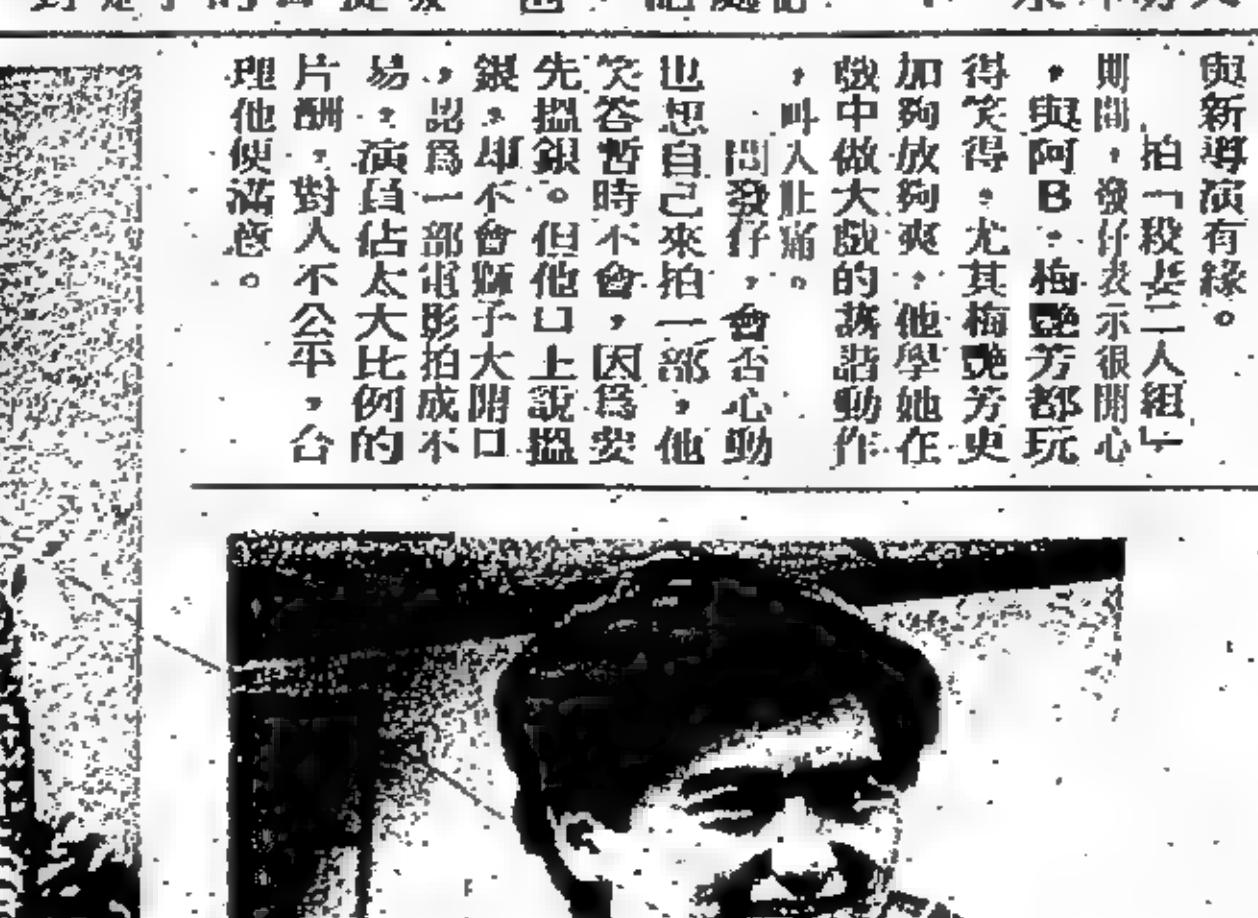 與新導演有緣。
拍「殺妻二人組」
期間，發仔表示很開心
，與阿B、梅艷芳都玩
得笑得，尤其梅艷芳更
加夠放夠爽，他學她在
戲中做大戲的詼諧動作
，叫人肚痛。
問發仔，會否心動
也想自己來拍一部，他
笑答暫時不會，因為要
先搵銀。但他口上說搵
銀，却不會獅子大開口
，認爲一部電影拍成不
易，演員佔太大比例的
片酬，對人不公平，合
理他便滿意。